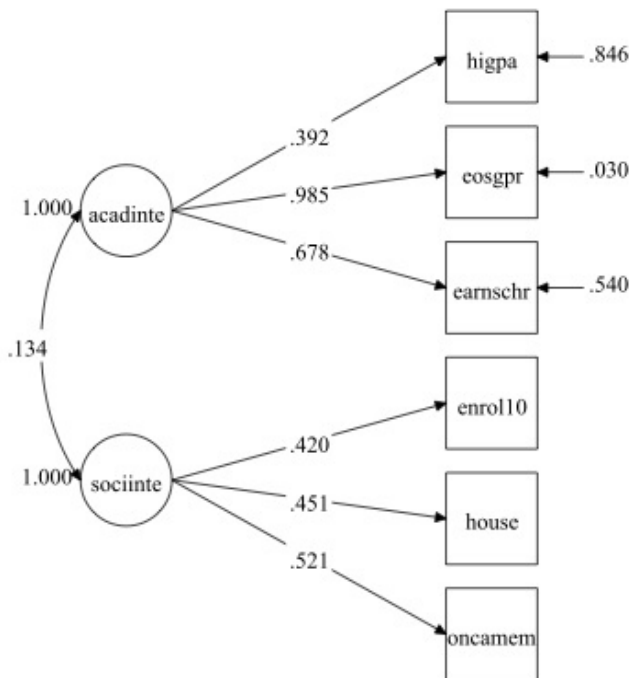 higpa
.846
.392
eosgpr
.030
.985
1.000
acadinte
.678
earnschr
.540
.134
enrol10
.420
1.000
sociinte
.451
house
.521
oncamem